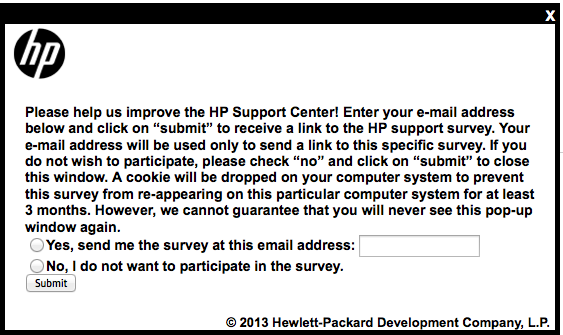 X
hp
Please help us improve the HP Support Center! Enter your e-mail address
below and click on “submit” to receive a link to the HP support survey. Your
e-mail address will be used only to send a link to this specific survey. If you
do not wish to participate, please check “no” and click on “submit” to close
this window. A cookie will be dropped on your computer system to prevent
this survey from re-appearing on this particular computer system for at least
3 months. However, we cannot guarantee that you will never see this pop-up
window again.
Yes, send me the survey at this email address:
No, I do not want to participate in the survey.
Submit
© 2013 Hewlett-Packard Development Company, L.P.